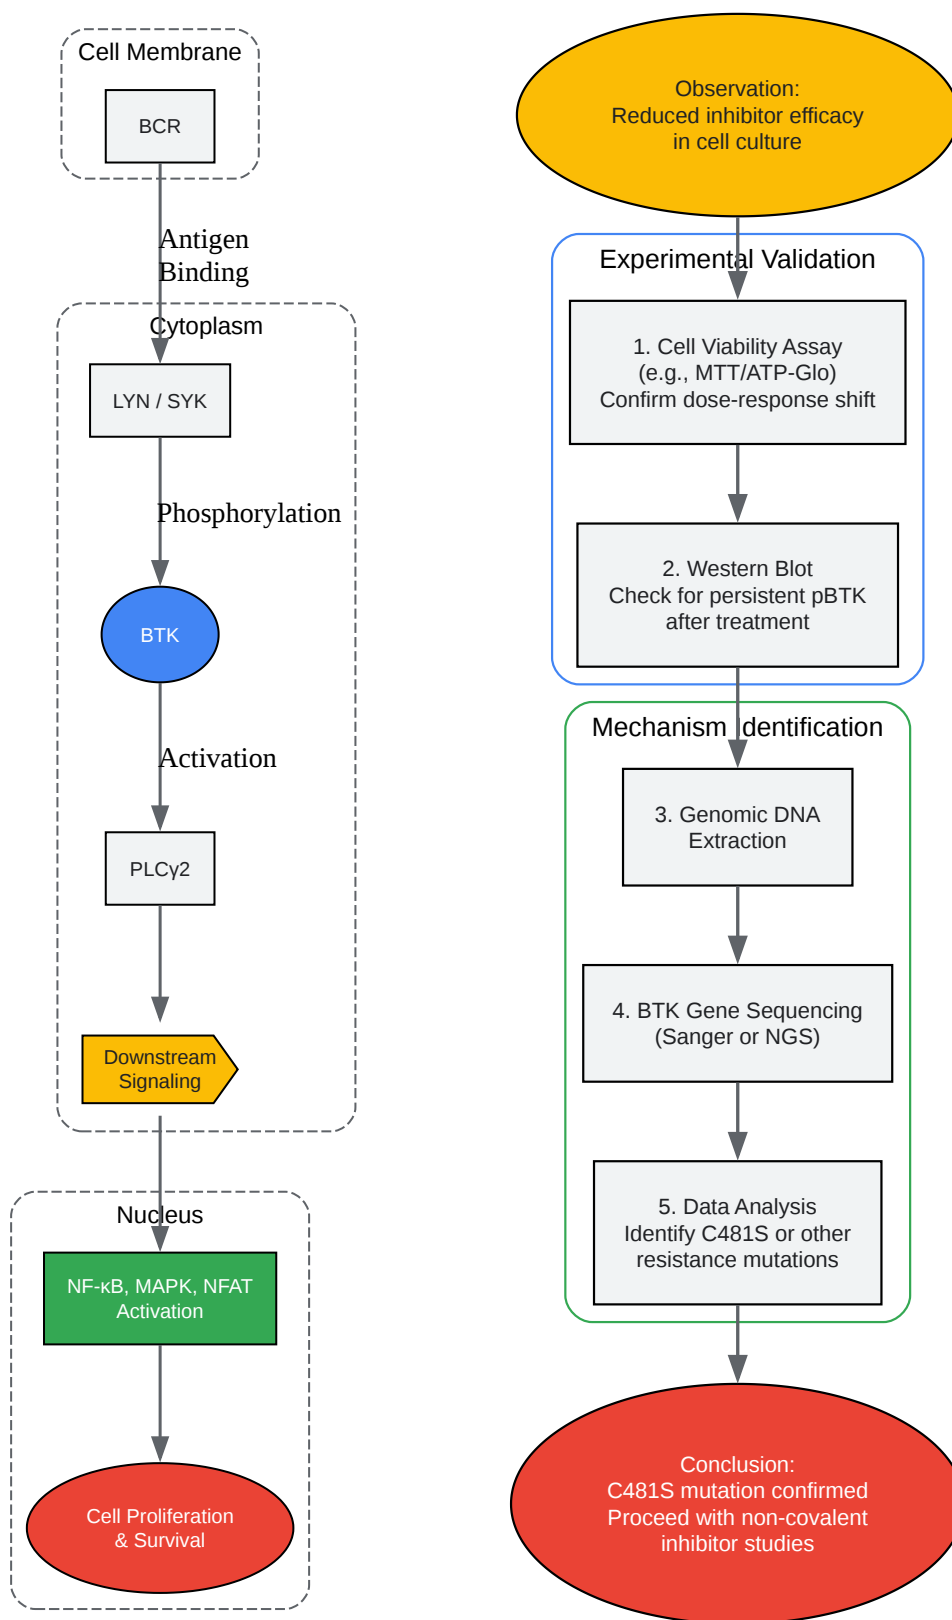 Cell Membrane
BCR
Antigen
Binding
Cytoplasm
LYN / SYK
Phosphorylation
BTK
Activation
PLCγ2
Downstream
Signaling
Nucleus
NF-κB, MAPK, NFAT
Activation
Cell Proliferation
& Survival
Observation:
Reduced inhibitor efficacy
in cell culture
Experimental Validation
1. Cell Viability Assay
(e.g., MTT/ATP-Glo)
Confirm dose-response shift
2. Western Blot
Check for persistent pBTK
after treatment
Mechanism Identification
3. Genomic DNA
Extraction
4. BTK Gene Sequencing
(Sanger or NGS)
5. Data Analysis
Identify C481S or other
resistance mutations
Conclusion:
C481S mutation confirmed
Proceed with non-covalent
inhibitor studies